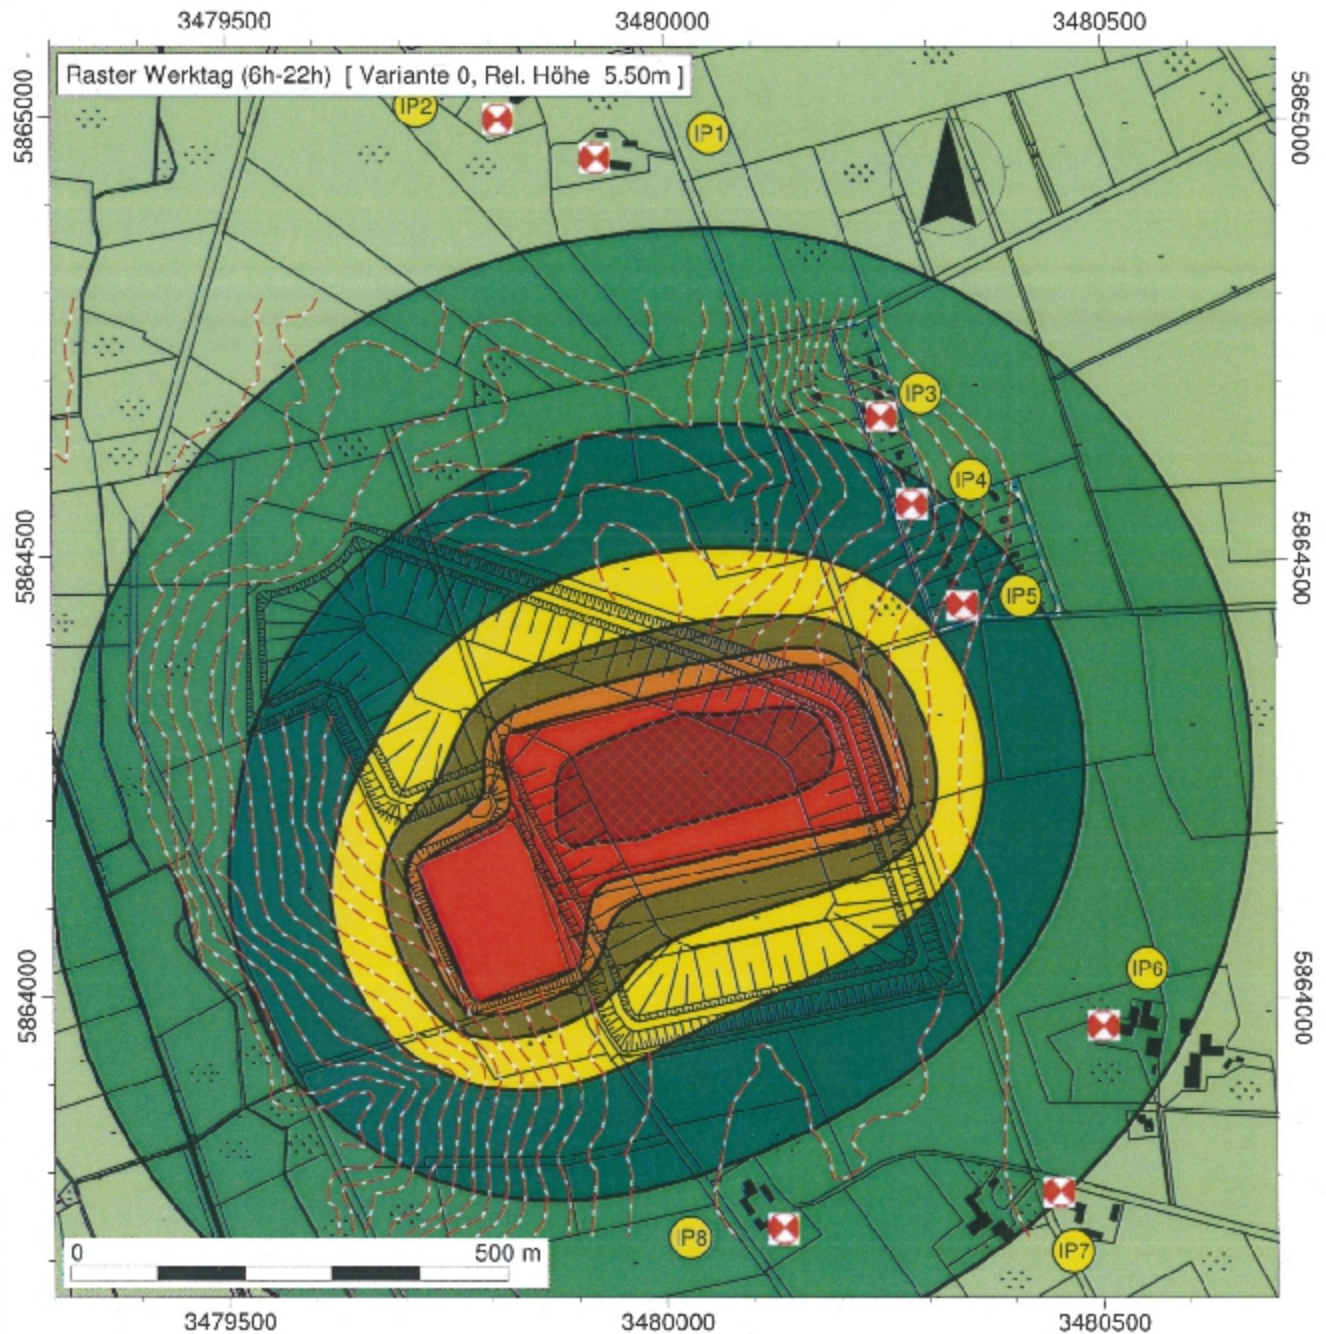 3479500 3480000 3480500
Raster Werktag (6h-22h) [ Variante 0, Rel. Höhe 5.50m ]
5865000
5865000
IP2
IP1
IP3
IP4
5864500
5864500
IP5
IP6
5864000
5864000
IP8
IP7
0 500 m
3479500 3480000 3480500